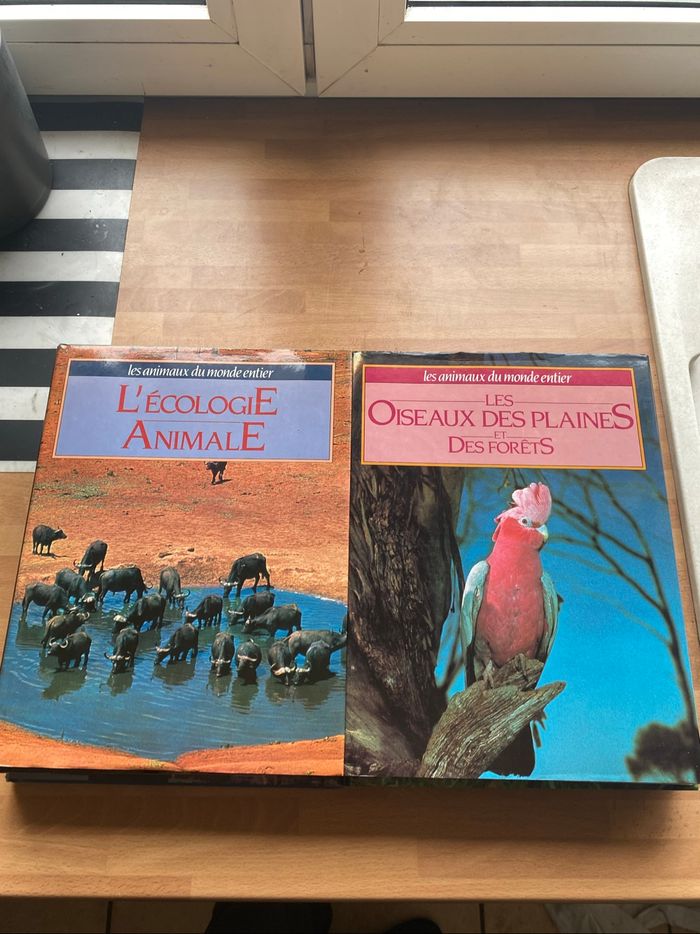 les animaux du monde entier
L'ÉCOLOGIE
ANIMALE
les animaux du monde entier
LES
OISEAUX DES PLAINES
ET
DES FORÊTS